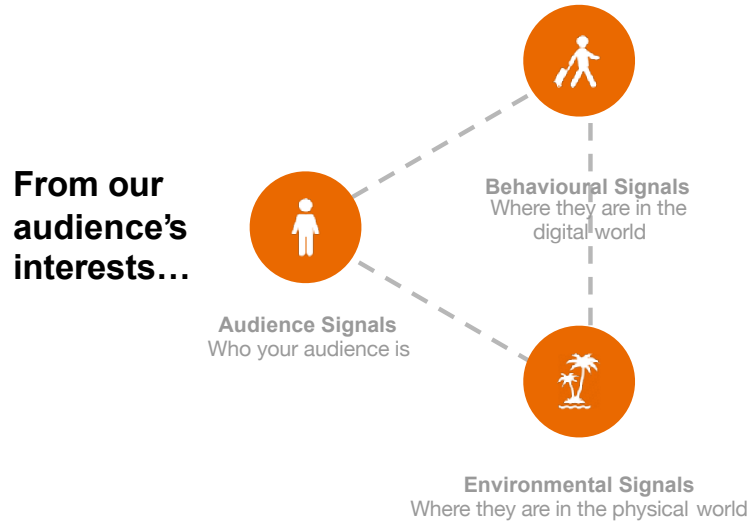 From our
audience’s
interests…
Behavioural Signals
Where they are in the
digital world
Audience Signals
Who your audience is
Environmental Signals
Where they are in the physical world